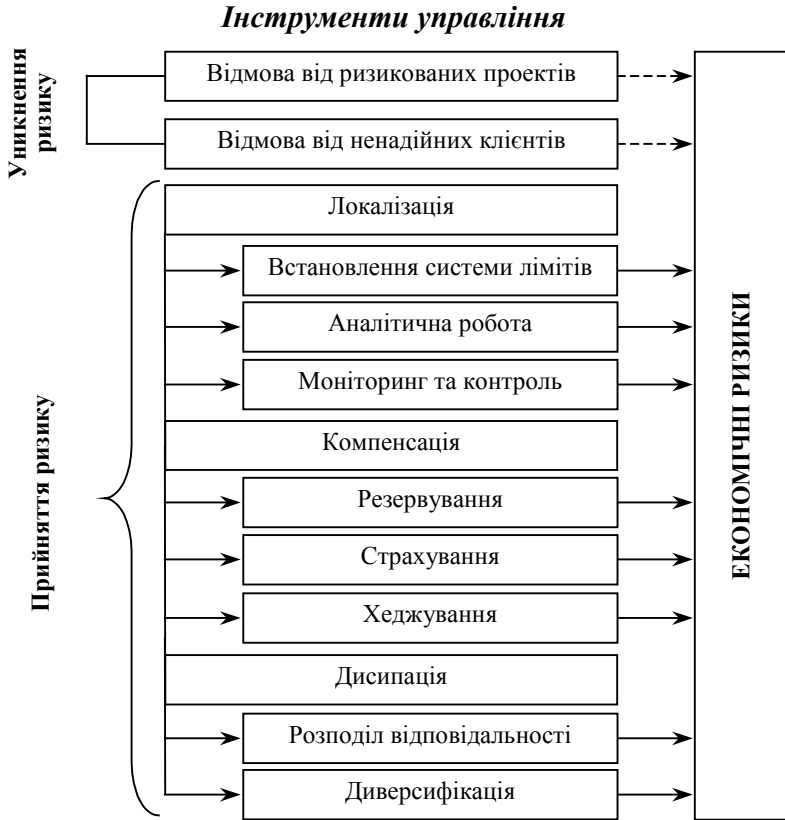 Інструменти управління
Уникнення
ризику
Відмова від ризикованих проектів
Відмова від ненадійних клієнтів
Прийняття ризику
Локалізація
Встановлення системи лімітів
Аналітична робота
Моніторинг та контроль
Компенсація
Резервування
Страхування
Хеджування
Дисипація
Розподіл відповідальності
Диверсифікація
ЕКОНОМІЧНІ РИЗИКИ